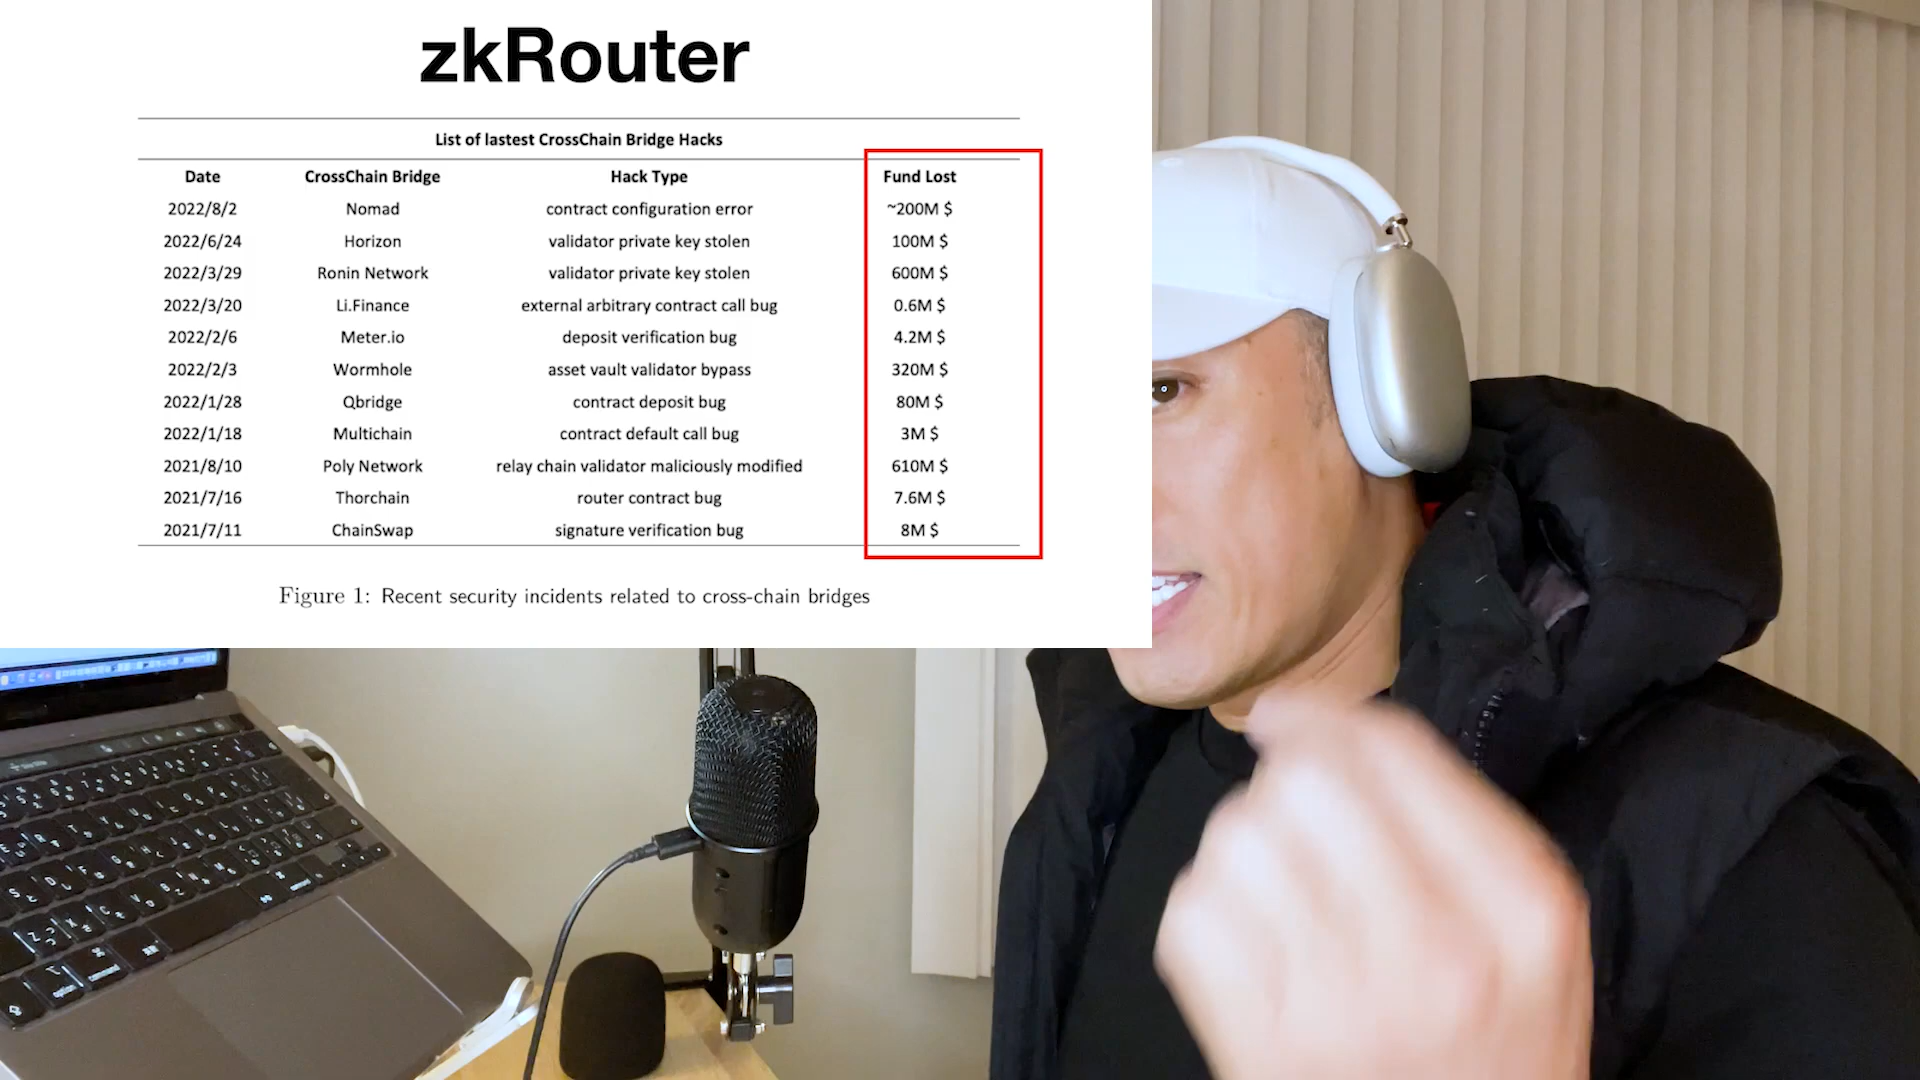 zkRouter
List of lastest CrossChain Bridge Hacks
Date CrossChain Bridge Hack Type Fund Lost
2022/8/2 Nomad contract configuration error ~200M $
2022/6/24 Horizon validator private key stolen 100M $
2022/3/29 Ronin Network validator private key stolen 600M $
2022/3/20 Li.Finance external arbitrary contract call bug 0.6M $
2022/2/6 Meter.io deposit verification bug 4.2M $
2022/2/3 Wormhole asset vault validator bypass 320M $
2022/1/28 Qbridge contract deposit bug 80M $
2022/1/18 Multichain contract default call bug 3M $
2021/8/10 Poly Network relay chain validator maliciously modified 610M $
2021/7/16 Thorchain router contract bug 7.6M $
2021/7/11 ChainSwap signature verification bug 8M $
Figure 1: Recent security incidents related to cross-chain bridges